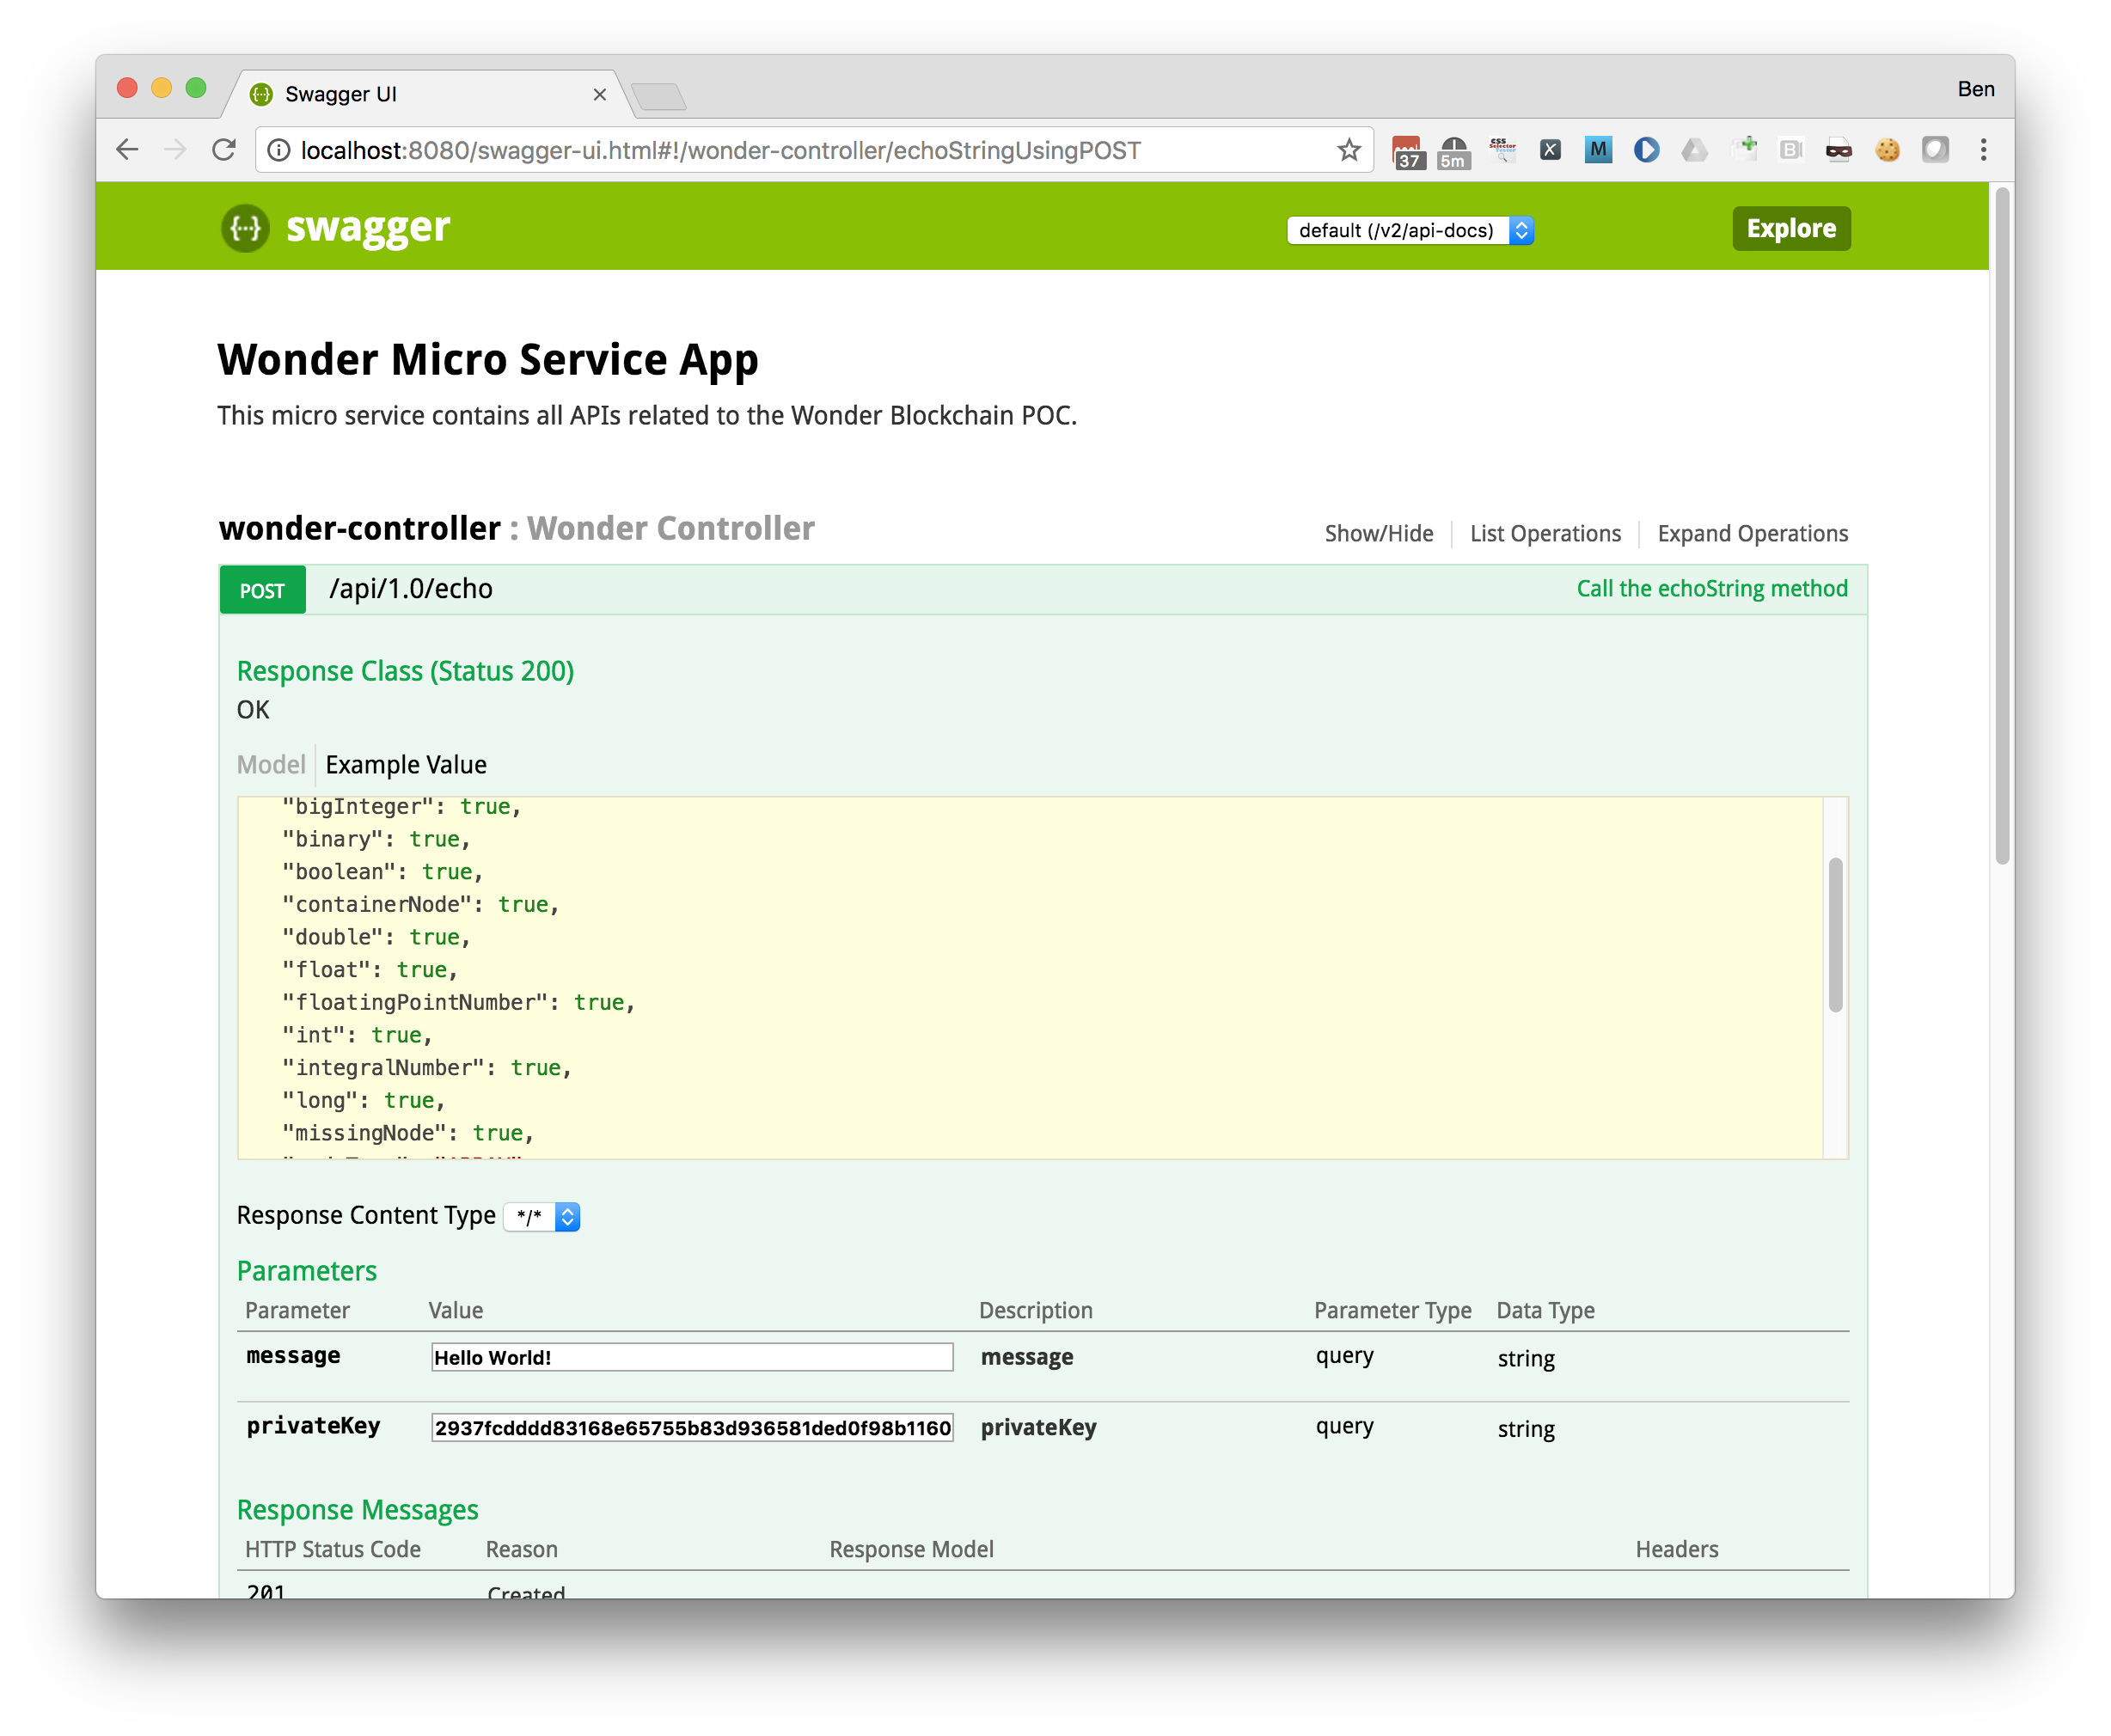 Swagger UI
Ben
localhost:8080/swagger-ui.html#!/wonder-controller/echoStringUsingPOST
37
5m
css
Selector
X
M
B
{···} swagger
default (/v2/api-docs)
Explore
Wonder Micro Service App
This micro service contains all APIs related to the Wonder Blockchain POC.
wonder-controller : Wonder Controller
Show/Hide
List Operations
Expand Operations
POST
/api/1.0/echo
Call the echoString method
Response Class (Status 200)
OK
Model
Example Value
"bigInteger": true,
"binary": true,
"boolean": true,
"containerNode": true,
"double": true,
"float": true,
"floatingPointNumber": true,
"int": true,
"integralNumber": true,
"long": true,
"missingNode": true,
Response Content Type */*
Parameters
Parameter Value Description Parameter Type Data Type
message Hello World! message query string
privateKey 2937fcdddd83168e65755b83d936581ded0f98b1160 privateKey query string
Response Messages
HTTP Status Code Reason Response Model Headers
201 Created